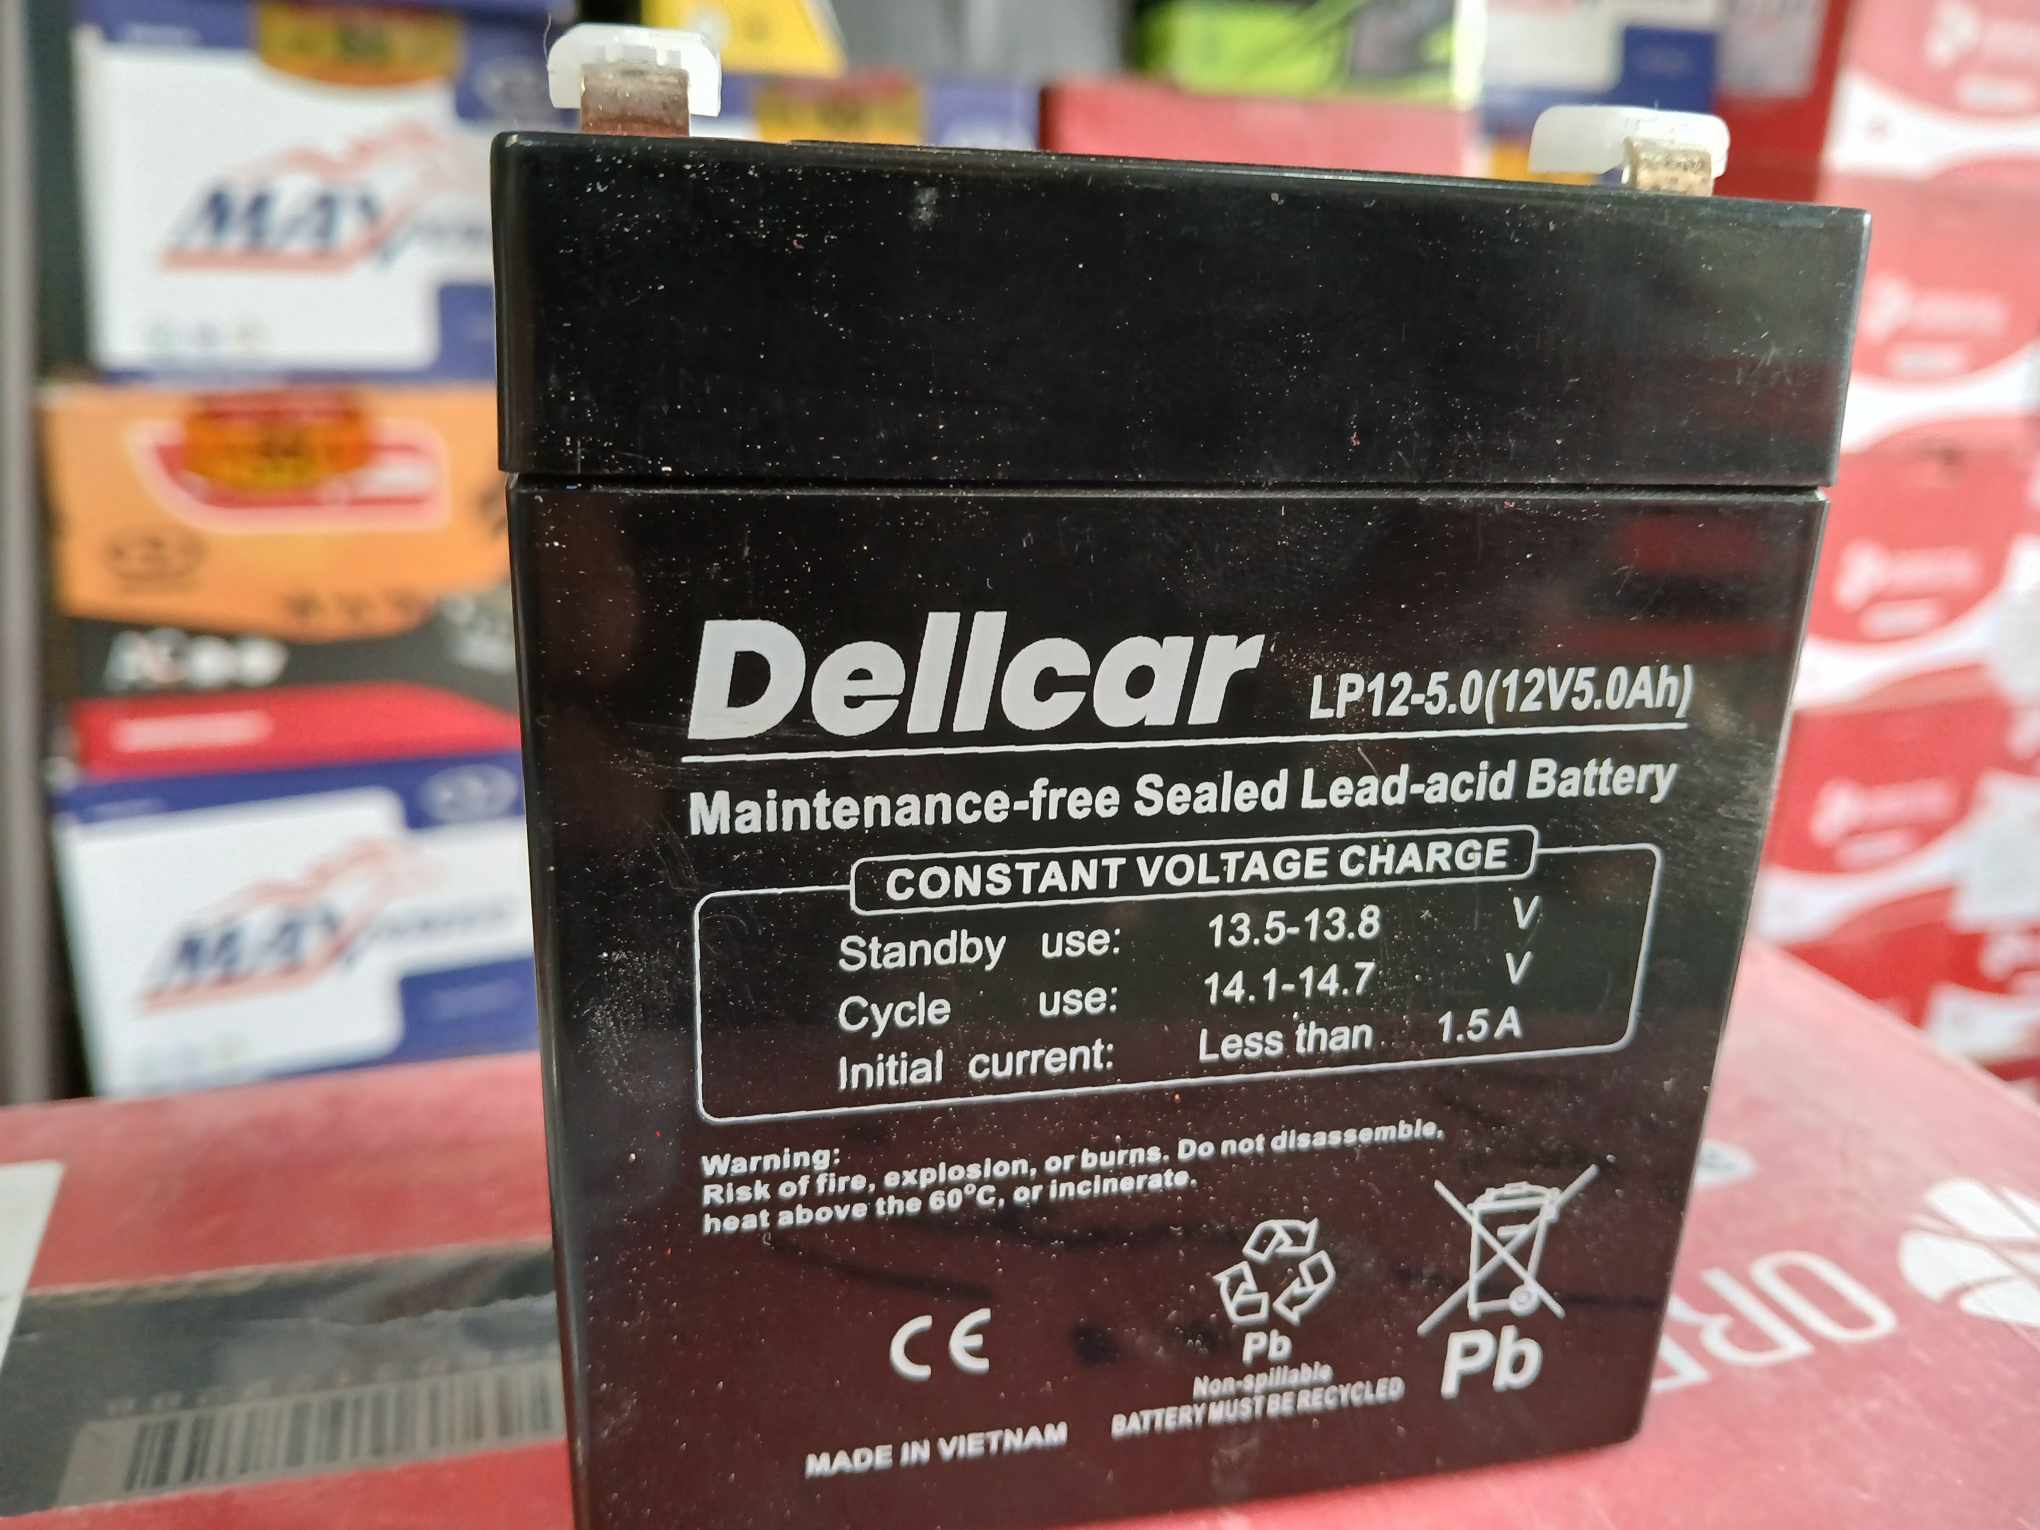 MAY
MAY
Dellcar LP12-5.0(12V5.0Ah)
Maintenance-free Sealed Lead-acid Battery
CONSTANT VOLTAGE CHARGE
Standby use: 13.5-13.8 V
Cycle use: 14.1-14.7 V
Initial current: Less than 1.5 A
Warning:
Risk of fire, explosion, or burns. Do not disassemble,
heat above the 60°C, or incinerate.
CE
Pb
Non-spillable
BATTERY MUST BE RECYCLED
Pb
MADE IN VIETNAM